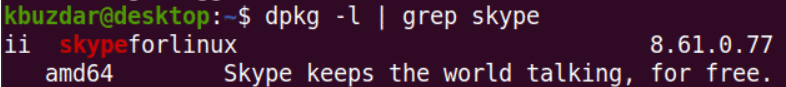 kbuzdar@desktop:~$ dpkg -l | grep skype
ii  skypeforlinux                              8.61.0.77
   amd64        Skype keeps the world talking, for free.